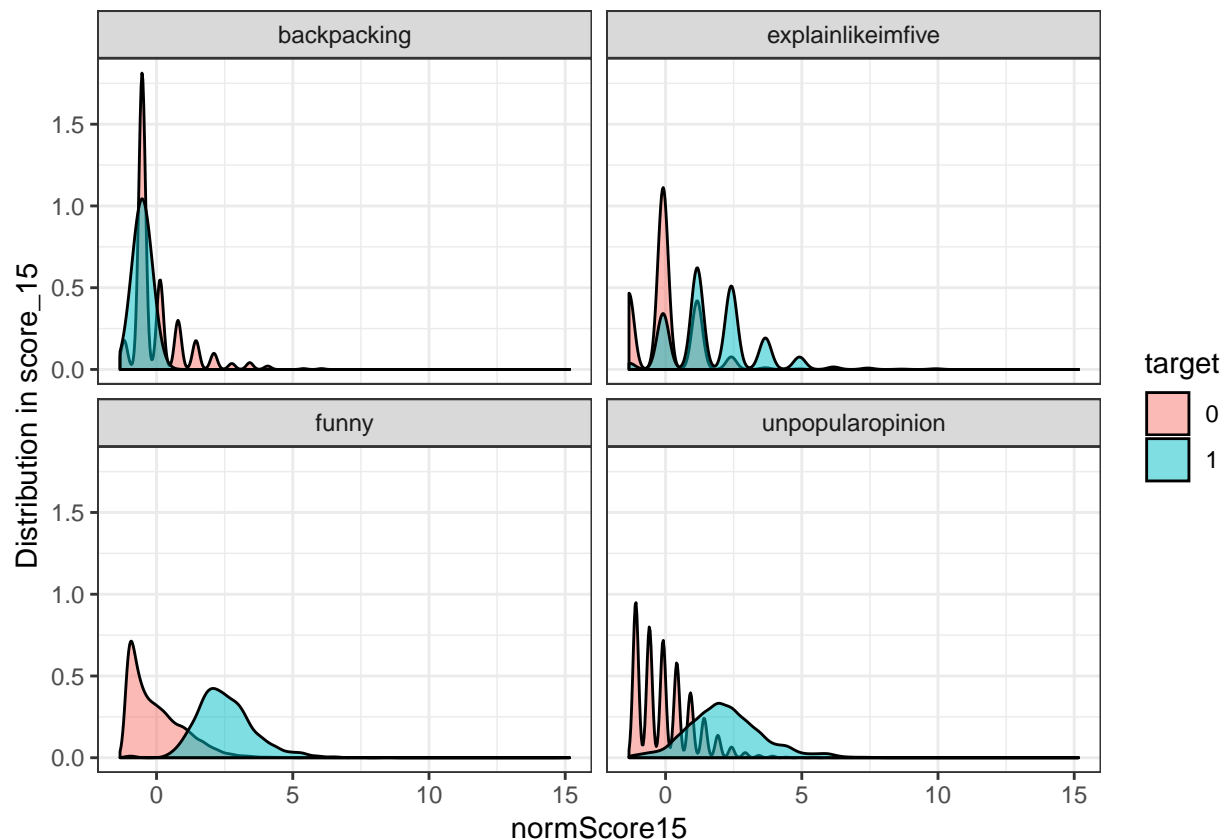 backpacking
explainlikeimfive
1.5
1.0
0.5
0.0
funny
unpopularopinion
1.5
1.0
0.5
0.0
0 5 10 15
0 5 10 15
normScore15
Distribution in score_15
target
0
1